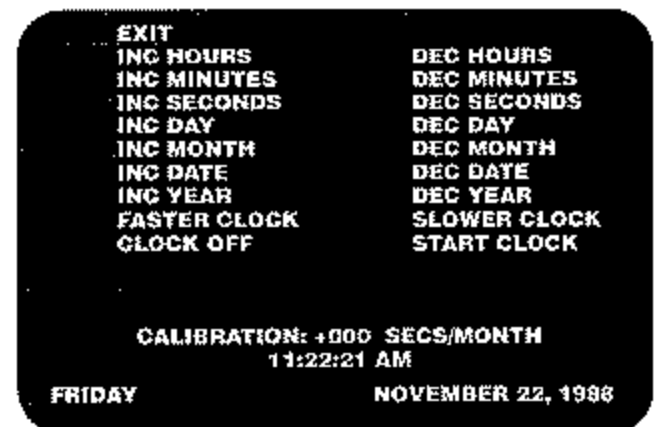 EXIT
INC HOURS DEC HOURS
INC MINUTES DEC MINUTES
INC SECONDS DEC SECONDS
INC DAY DEC DAY
INC MONTH DEC MONTH
INC DATE DEC DATE
INC YEAR DEC YEAR
FASTER CLOCK SLOWER CLOCK
CLOCK OFF START CLOCK
CALIBRATION: +000 SECS/MONTH
11:22:21 AM
FRIDAY NOVEMBER 22,